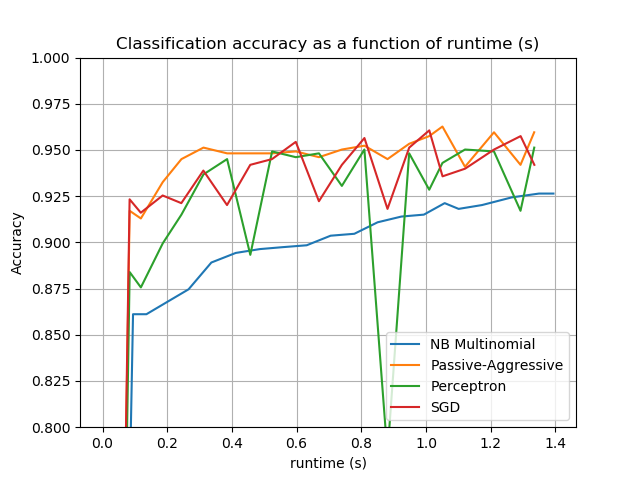 Classification accuracy as a function of runtime (s)
1.000
0.975
0.950
0.925
0.900
0.875
0.850
0.825
0.800
Accuracy
NB Multinomial
Passive-Aggressive
Perceptron
SGD
0.0 0.2 0.4 0.6 0.8 1.0 1.2 1.4
runtime (s)